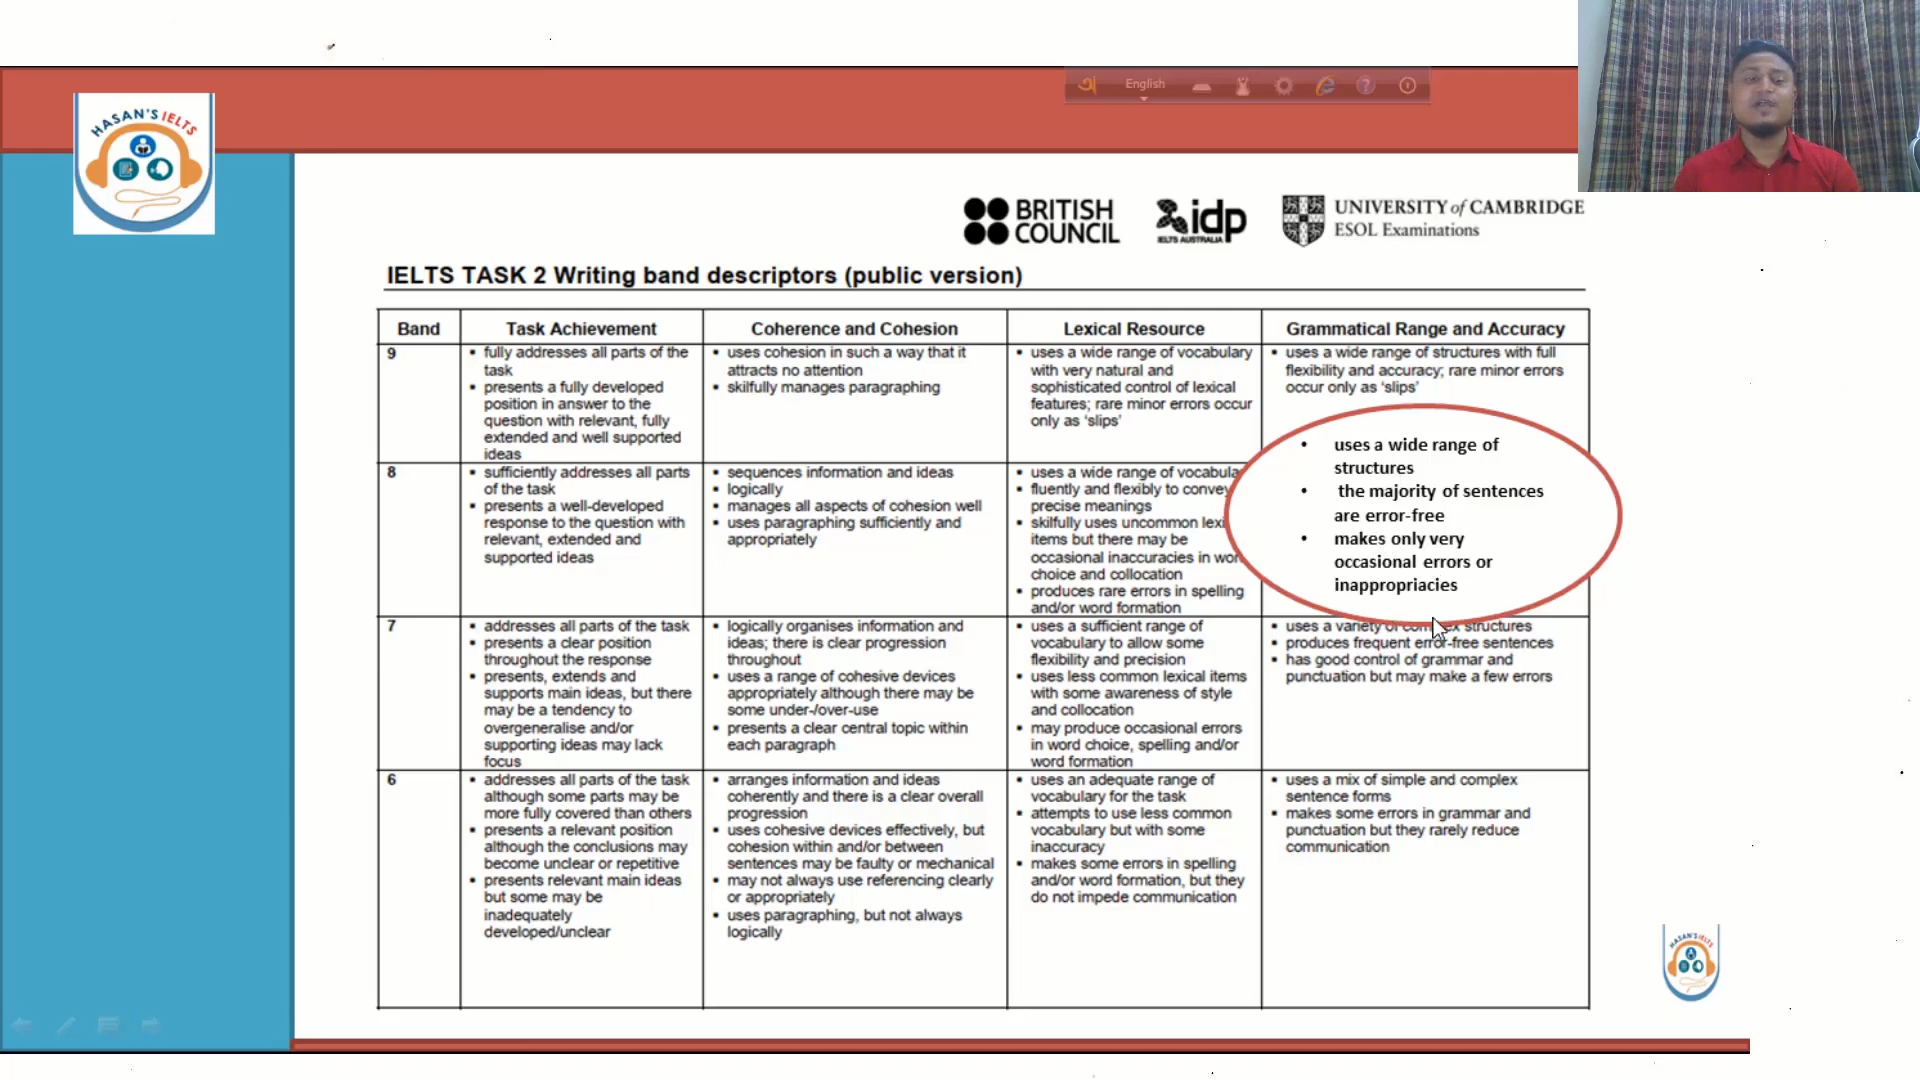 English
HASAN'S IELTS
BRITISH
COUNCIL
idp
IELTS AUSTRALIA
UNIVERSITY of CAMBRIDGE
ESOL Examinations
IELTS TASK 2 Writing band descriptors (public version)
Band
Task Achievement
Coherence and Cohesion
Lexical Resource
Grammatical Range and Accuracy
9
• fully addresses all parts of the
task
• presents a fully developed
position in answer to the
question with relevant, fully
extended and well supported
ideas
• uses cohesion in such a way that it
attracts no attention
• skilfully manages paragraphing
• uses a wide range of vocabulary
with very natural and
sophisticated control of lexical
features; rare minor errors occur
only as ‘slips’
• uses a wide range of structures with full
flexibility and accuracy; rare minor errors
occur only as ‘slips’
8
• sufficiently addresses all parts
of the task
• presents a well-developed
response to the question with
relevant, extended and
supported ideas
• sequences information and ideas
• logically
• manages all aspects of cohesion well
• uses paragraphing sufficiently and
appropriately
• uses a wide range of vocabula
• fluently and flexibly to convey
precise meanings
• skilfully uses uncommon lexi
items but there may be
occasional inaccuracies in wor
choice and collocation
• produces rare errors in spelling
and/or word formation
• uses a wide range of
structures
• the majority of sentences
are error-free
• makes only very
occasional errors or
inappropriacies
7
• addresses all parts of the task
• presents a clear position
throughout the response
• presents, extends and
supports main ideas, but there
may be a tendency to
overgeneralise and/or
supporting ideas may lack
focus
• logically organises information and
ideas; there is clear progression
throughout
• uses a range of cohesive devices
appropriately although there may be
some under-/over-use
• presents a clear central topic within
each paragraph
• uses a sufficient range of
vocabulary to allow some
flexibility and precision
• uses less common lexical items
with some awareness of style
and collocation
• may produce occasional errors
in word choice, spelling and/or
word formation
• uses a variety of complex structures
• produces frequent error-free sentences
• has good control of grammar and
punctuation but may make a few errors
6
• addresses all parts of the task
although some parts may be
more fully covered than others
• presents a relevant position
although the conclusions may
become unclear or repetitive
• presents relevant main ideas
but some may be
inadequately
developed/unclear
• arranges information and ideas
coherently and there is a clear overall
progression
• uses cohesive devices effectively, but
cohesion within and/or between
sentences may be faulty or mechanical
• may not always use referencing clearly
or appropriately
• uses paragraphing, but not always
logically
• uses an adequate range of
vocabulary for the task
• attempts to use less common
vocabulary but with some
inaccuracy
• makes some errors in spelling
and/or word formation, but they
do not impede communication
• uses a mix of simple and complex
sentence forms
• makes some errors in grammar and
punctuation but they rarely reduce
communication
HASAN'S IELTS